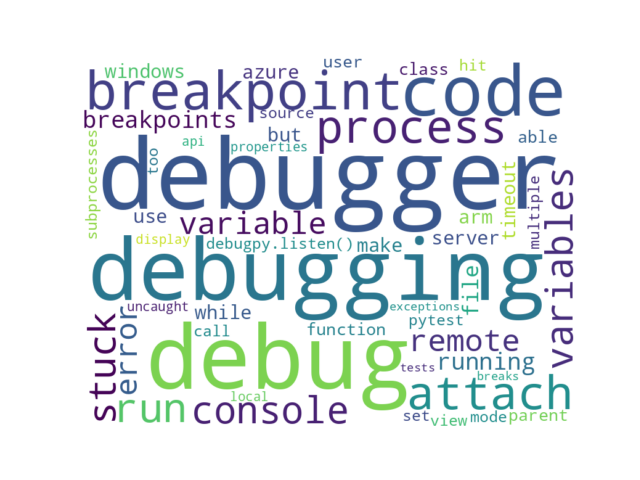 windows azure user class hit
breakpoint code
breakpoints source but process able
subprocesses too api properties
debugger
use variable arm server timeout multiple variables
display debugpy.listen() make
debugging
uncaught while exceptions file
stuck error call function pytest
debug remote
tests running
breaks
local attach
run console
set view mode parent